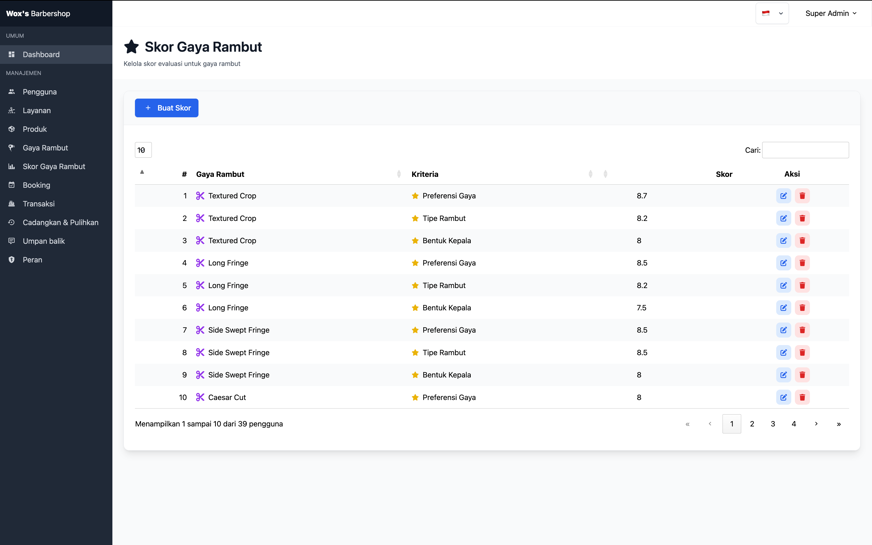 Wox's Barbershop
Super Admin
UMUM
Dashboard
MANAJEMEN
Pengguna
Layanan
Produk
Gaya Rambut
Skor Gaya Rambut
Booking
Transaksi
Cadangkan & Pulihkan
Umpan balik
Peran
Skor Gaya Rambut
Kelola skor evaluasi untuk gaya rambut
+ Buat Skor
10
Cari:
# Gaya Rambut Kriteria Skor Aksi
1 Textured Crop Preferensi Gaya 8.7
2 Textured Crop Tipe Rambut 8.2
3 Textured Crop Bentuk Kepala 8
4 Long Fringe Preferensi Gaya 8.5
5 Long Fringe Tipe Rambut 8.2
6 Long Fringe Bentuk Kepala 7.5
7 Side Swept Fringe Preferensi Gaya 8.5
8 Side Swept Fringe Tipe Rambut 8.5
9 Side Swept Fringe Bentuk Kepala 8
10 Caesar Cut Preferensi Gaya 8
Menampilkan 1 sampai 10 dari 39 pengguna
« ‹ 1 2 3 4 › »